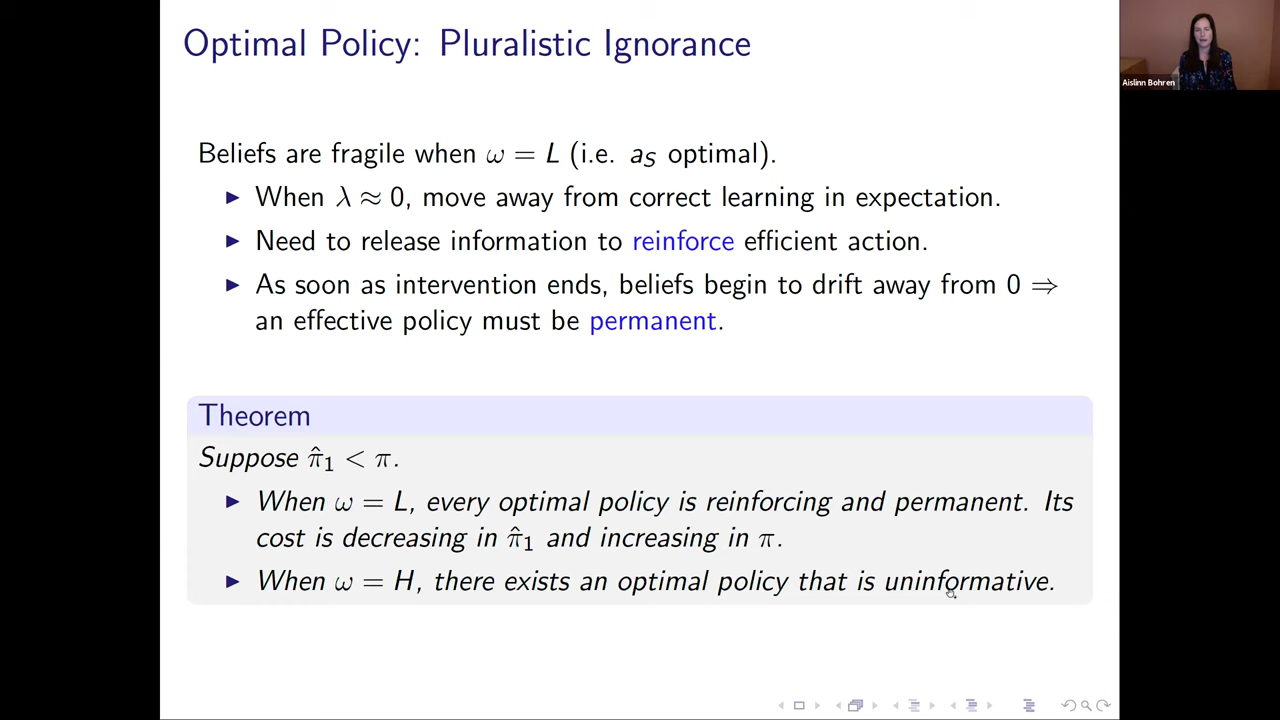 Optimal Policy: Pluralistic Ignorance
Aislinn Bohren
Beliefs are fragile when ω = L (i.e. aS optimal).
▶ When λ ≈ 0, move away from correct learning in expectation.
▶ Need to release information to reinforce efficient action.
▶ As soon as intervention ends, beliefs begin to drift away from 0 ⇒
an effective policy must be permanent.
Theorem
Suppose π̂₁ < π.
▶ When ω = L, every optimal policy is reinforcing and permanent. Its
cost is decreasing in π̂₁ and increasing in π.
▶ When ω = H, there exists an optimal policy that is uninformative.